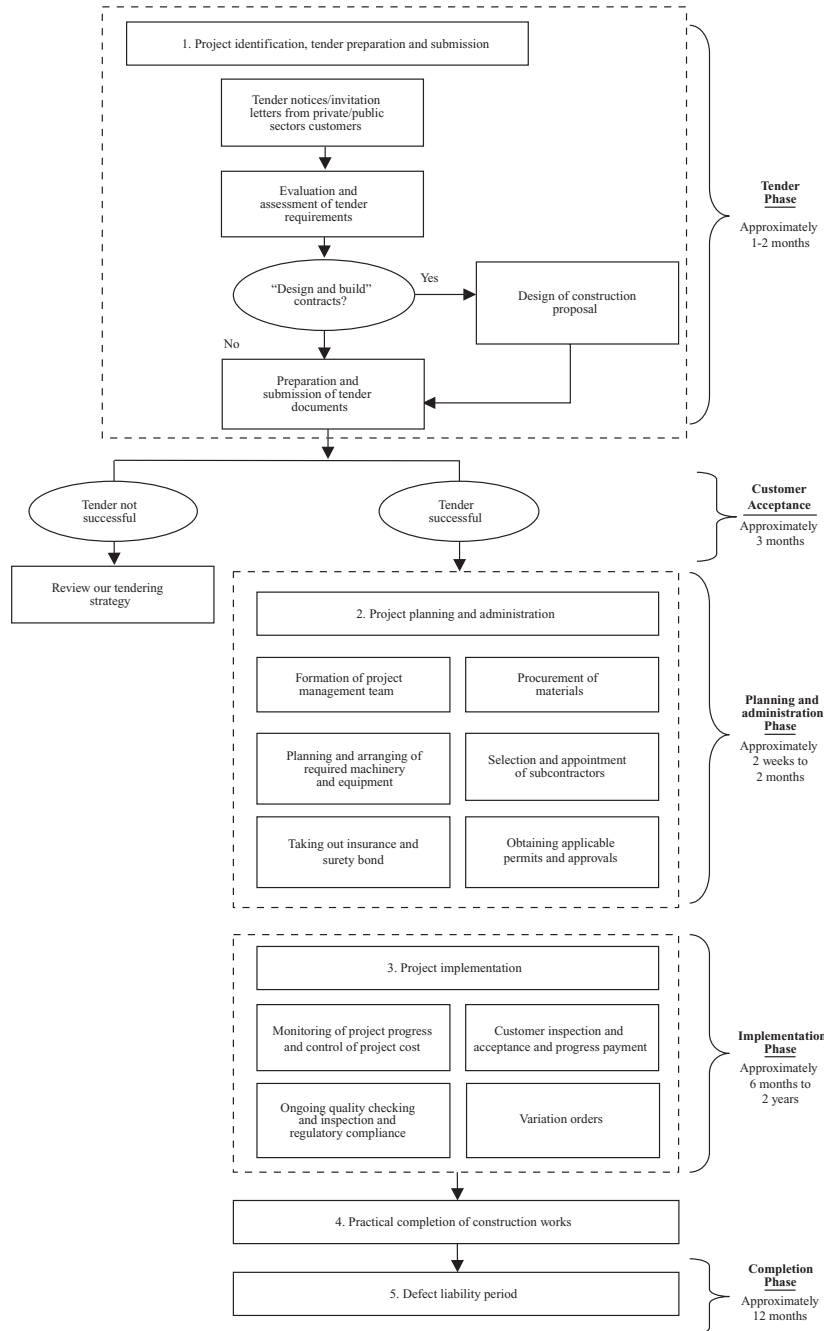 1. Project identification, tender preparation and submission
Tender notices/invitation
letters from private/public
sectors customers
Evaluation and
assessment of tender
requirements
“Design and build”
contracts?
Yes
Design of construction
proposal
No
Preparation and
submission of tender
documents
Tender
Phase
Approximately
1-2 months
Tender not
successful
Tender
successful
Customer
Acceptance
Approximately
3 months
Review our tendering
strategy
2. Project planning and administration
Formation of project
management team
Procurement of
materials
Planning and arranging of
required machinery
and equipment
Selection and appointment
of subcontractors
Taking out insurance and
surety bond
Obtaining applicable
permits and approvals
Planning and
administration
Phase
Approximately
2 weeks to
2 months
3. Project implementation
Monitoring of project progress
and control of project cost
Customer inspection and
acceptance and progress payment
Ongoing quality checking
and inspection and
regulatory compliance
Variation orders
Implementation
Phase
Approximately
6 months to
2 years
4. Practical completion of construction works
5. Defect liability period
Completion
Phase
Approximately
12 months